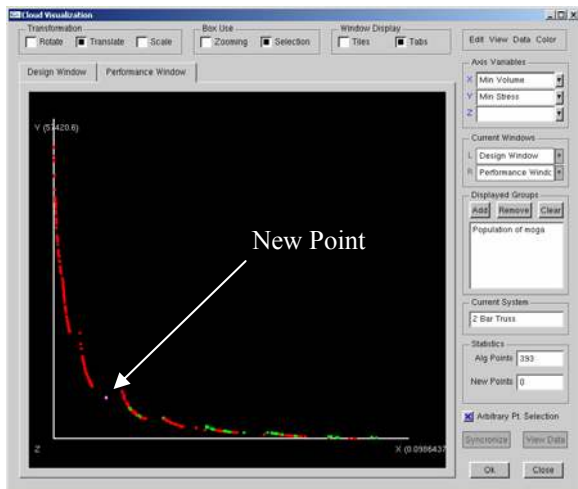 Cloud Visualization
Transformation
Rotate Translate Scale
Box Use
Zooming Selection
Window Display
Tiles Tabs
Edit View Data Color
Design Window Performance Window
Axis Variables
X Min Volume
Y Min Stress
Z
Current Windows
L Design Window
R Performance Windc
Displayed Groups
Add Remove Clear
Population of moga
Current System
2 Bar Truss
Statistics
Alg Points 393
New Points 0
Arbitrary Pt. Selection
Syncronize View Data
Ok Close
Y (57420.6)
New Point
Z
X (0.0986437